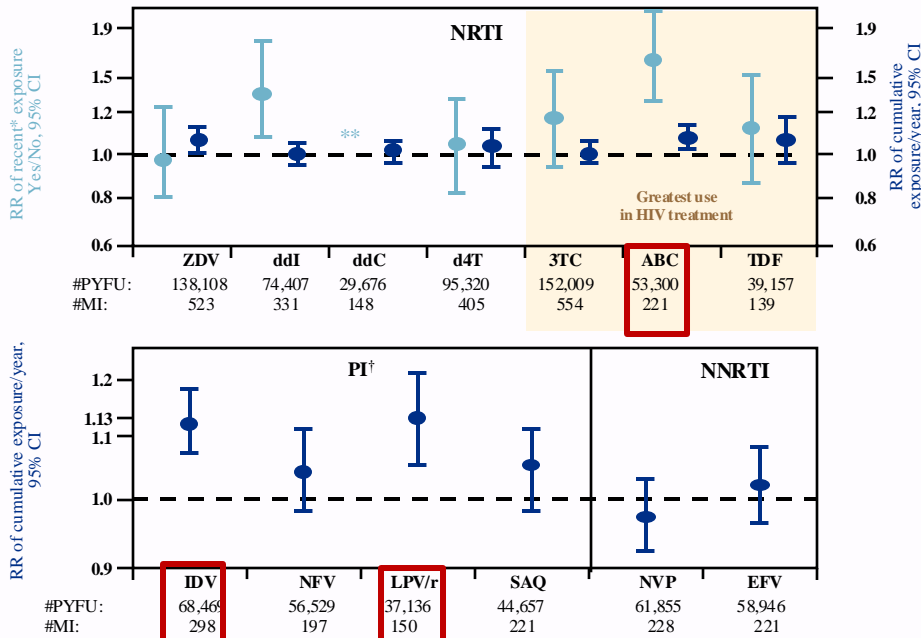 RR of recent* exposure
Yes/No, 95% CI
1.9
1.5
1.2
1.0
0.8
0.6
NRTI
**
Greatest use
in HIV treatment
1.9
1.5
1.2
1.0
0.8
0.6
RR of cumulative
exposure/year, 95% CI
ZDV ddI ddC d4T 3TC ABC TDF
#PYFU: 138,108 74,407 29,676 95,320 152,009 53,300 39,157
#MI: 523 331 148 405 554 221 139
RR of cumulative exposure/year,
95% CI
1.2
1.13
1.1
1.0
0.9
PI†
NNRTI
IDV NFV LPV/r SAQ NVP EFV
#PYFU: 68,469 56,529 37,136 44,657 61,855 58,946
#MI: 298 197 150 221 228 221